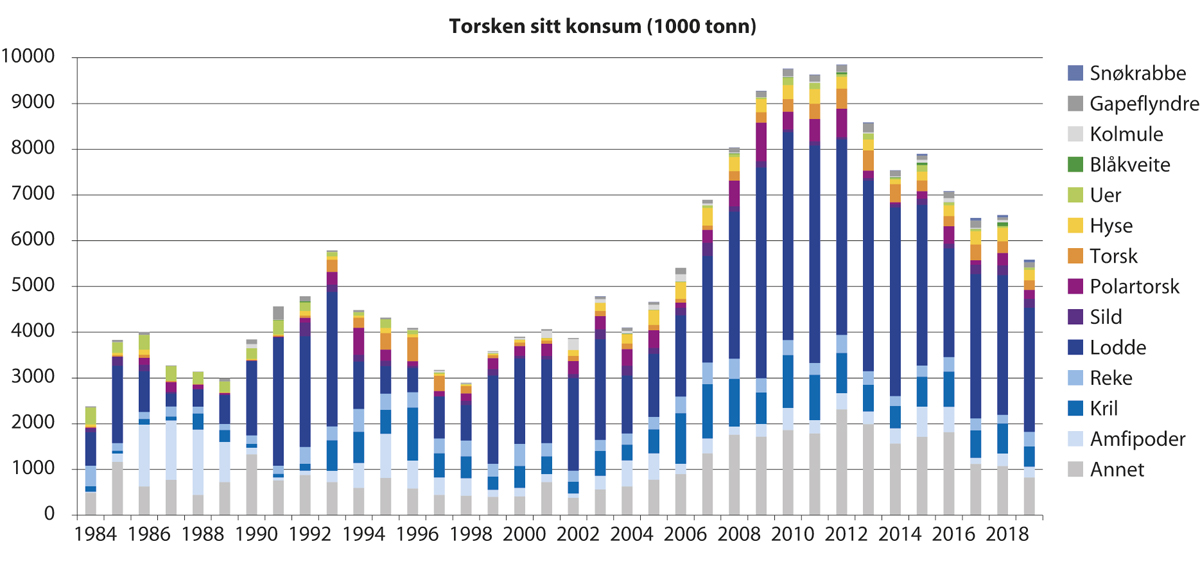 Torsken sitt konsum (1000 tonn)
10000
9000
8000
7000
6000
5000
4000
3000
2000
1000
0
1984 1986 1988 1990 1992 1994 1996 1998 2000 2002 2004 2006 2008 2010 2012 2014 2016 2018
Snøkrabbe
Gapeflyndre
Kolmule
Blåkveite
Uer
Hyse
Torsk
Polartorsk
Sild
Lodde
Reke
Kril
Amfipoder
Annet